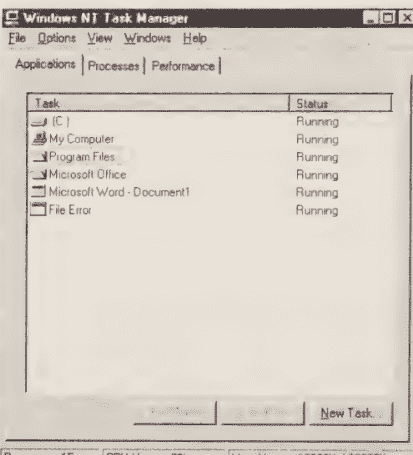 Windows NT Task Manager
File Options View Windows Help
Applications Processes Performance
Task Status
(C:) Running
My Computer Running
Program Files Running
Microsoft Office Running
Microsoft Word - Document1 Running
File Error Running
New Task...